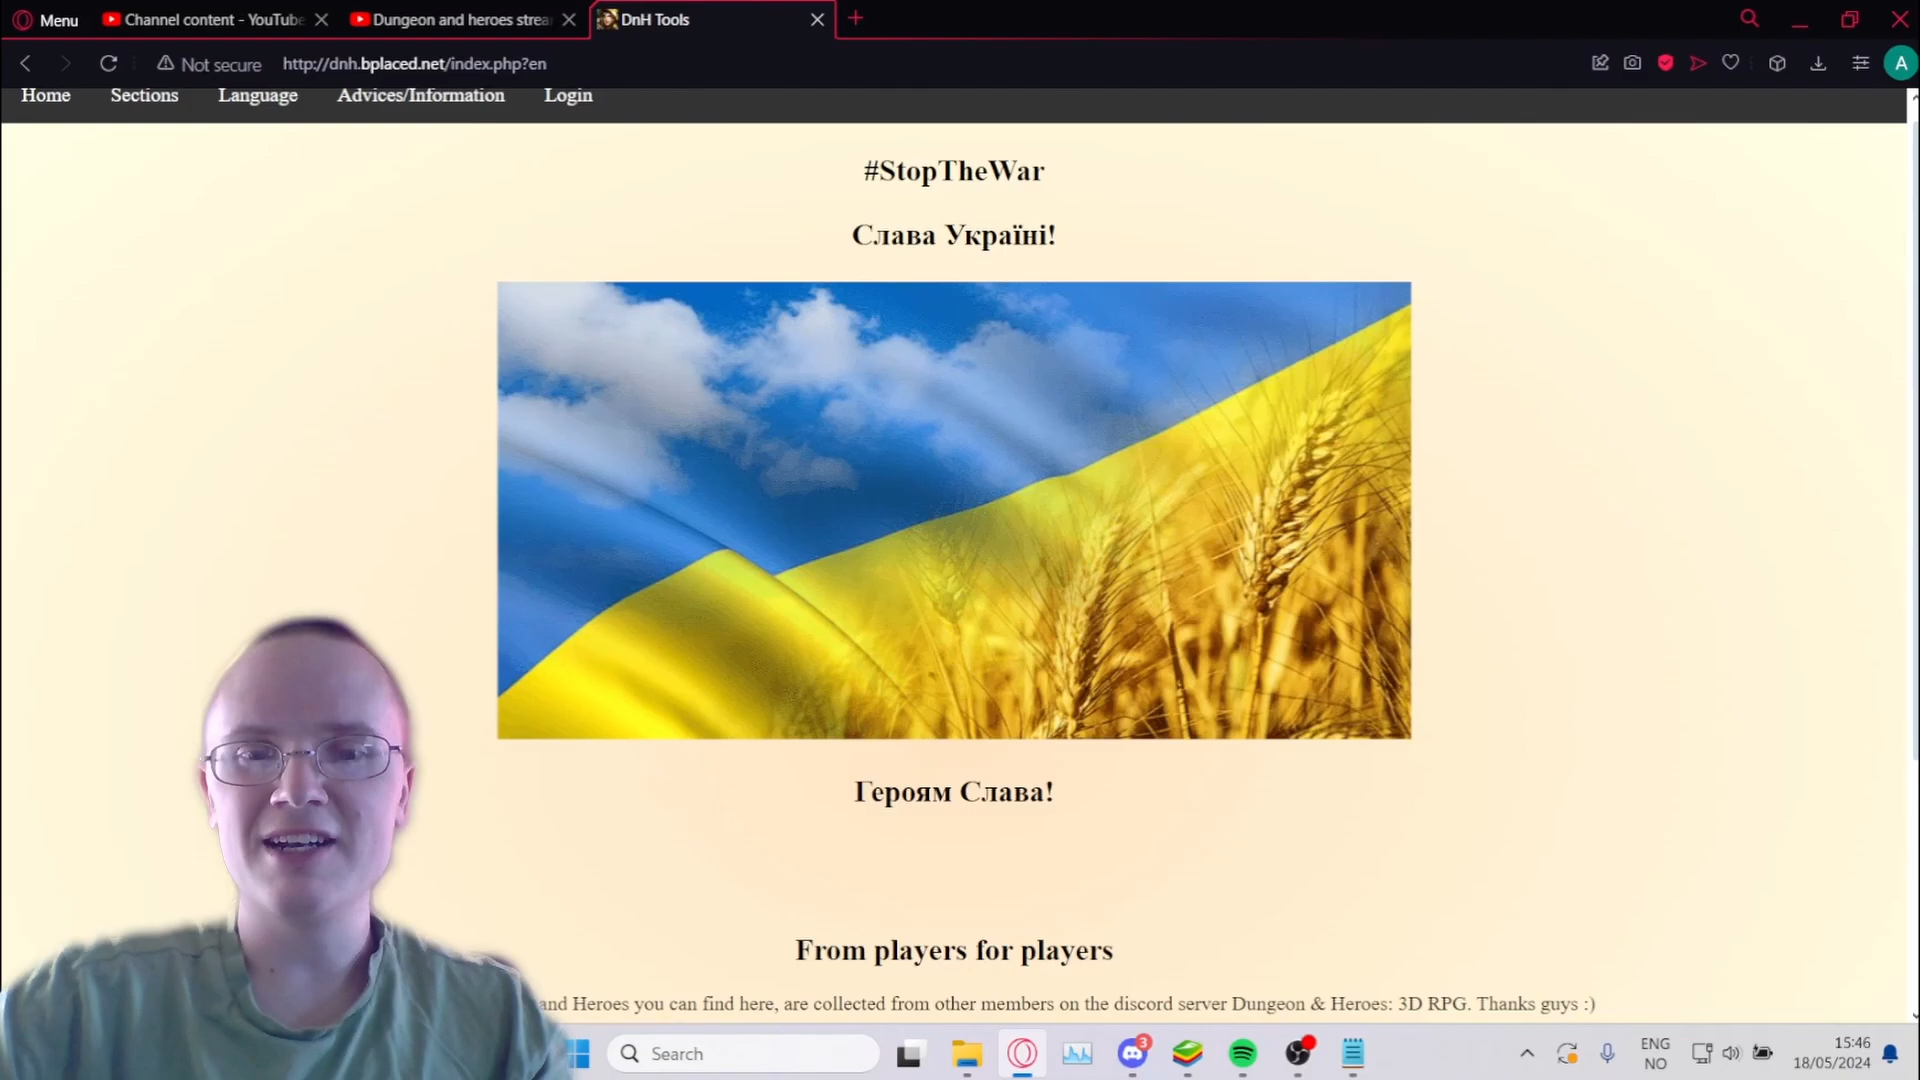 Menu
Channel content - YouTube
Dungeon and heroes strea
DnH Tools
Not secure
http://dnh.bplaced.net/index.php?en
A
Home
Sections
Language
Advices/Information
Login
#StopTheWar
Слава Україні!
Героям Слава!
From players for players
and Heroes you can find here, are collected from other members on the discord server Dungeon & Heroes: 3D RPG. Thanks guys :)
Search
3
ENG
NO
15:46
18/05/2024